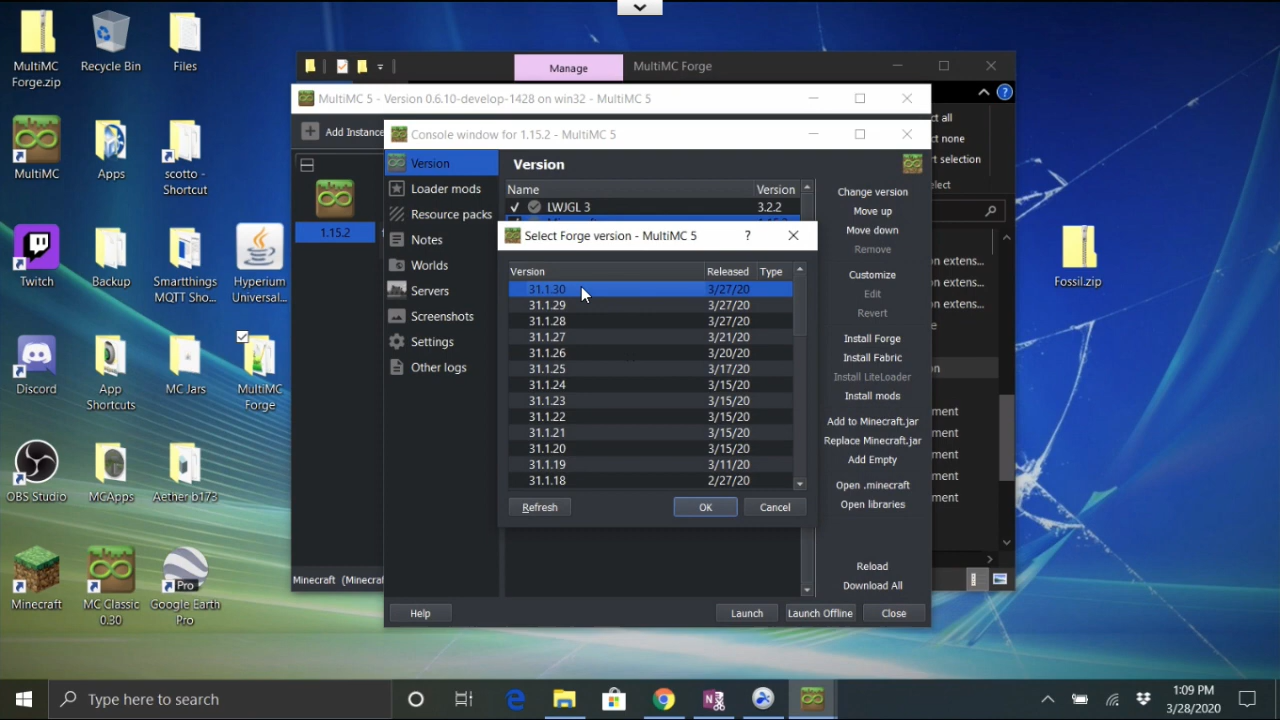 MultiMC
Forge.zip
Recycle Bin
Files
MultiMC
Apps
scotto -
Shortcut
Twitch
Backup
Smartthings
MQTT Sho...
Hyperium
Universal...
Discord
App
Shortcuts
MC Jars
MultiMC
Forge
OBS Studio
MCApps
Aether b173
Minecraft
MC Classic
0.30
Pro
Google Earth
Pro
Fossil.zip
Manage
MultiMC Forge
MultiMC 5 - Version 0.6.10-develop-1428 on win32 - MultiMC 5
Add Instance
1.15.2
Minecraft
Console window for 1.15.2 - MultiMC 5
Version
Loader mods
Resource packs
Notes
Worlds
Servers
Screenshots
Settings
Other logs
Help
Version
Name Version
LWJGL 3 3.2.2
Select Forge version - MultiMC 5 ?
Version Released Type
31.1.30 3/27/20
31.1.29 3/27/20
31.1.28 3/27/20
31.1.27 3/21/20
31.1.26 3/20/20
31.1.25 3/17/20
31.1.24 3/15/20
31.1.23 3/15/20
31.1.22 3/15/20
31.1.21 3/15/20
31.1.20 3/15/20
31.1.19 3/11/20
31.1.18 2/27/20
Refresh OK Cancel
Change version
Move up
Move down
Remove
Customize
Edit
Revert
Install Forge
Install Fabric
Install LiteLoader
Install mods
Add to Minecraft.jar
Replace Minecraft.jar
Add Empty
Open .minecraft
Open libraries
Reload
Download All
Launch Launch Offline Close
Type here to search
1:09 PM
3/28/2020